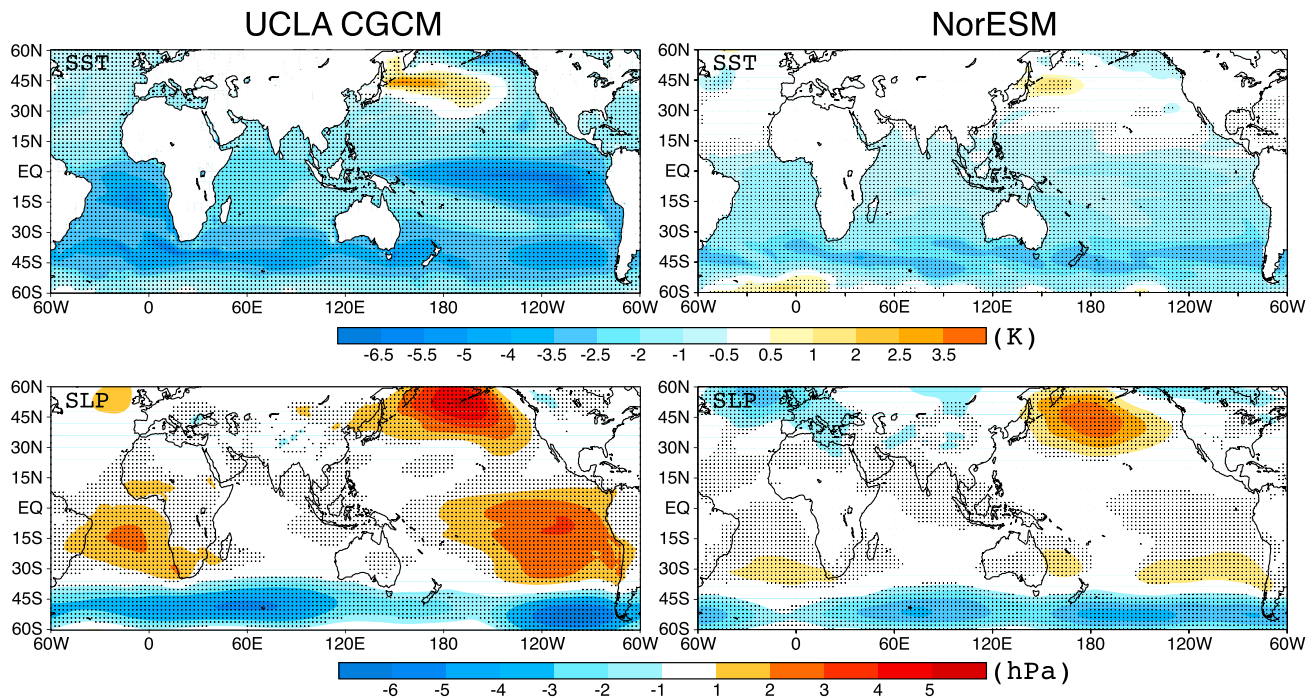 UCLA CGCM NorESM
60N 60N
SST SST
45N 45N
30N 30N
15N 15N
EQ EQ
15S 15S
30S 30S
45S 45S
60S 60S
60W 0 60E 120E 180 120W 60W 60W 0 60E 120E 180 120W 60W
(K)
-6.5 -5.5 -5 -4 -3.5 -2.5 -2 -1 -0.5 0.5 1 2 2.5 3.5
60N 60N
SLP SLP
45N 45N
30N 30N
15N 15N
EQ EQ
15S 15S
30S 30S
45S 45S
60S 60S
60W 0 60E 120E 180 120W 60W 60W 0 60E 120E 180 120W 60W
(hPa)
-6 -5 -4 -3 -2 -1 1 2 3 4 5